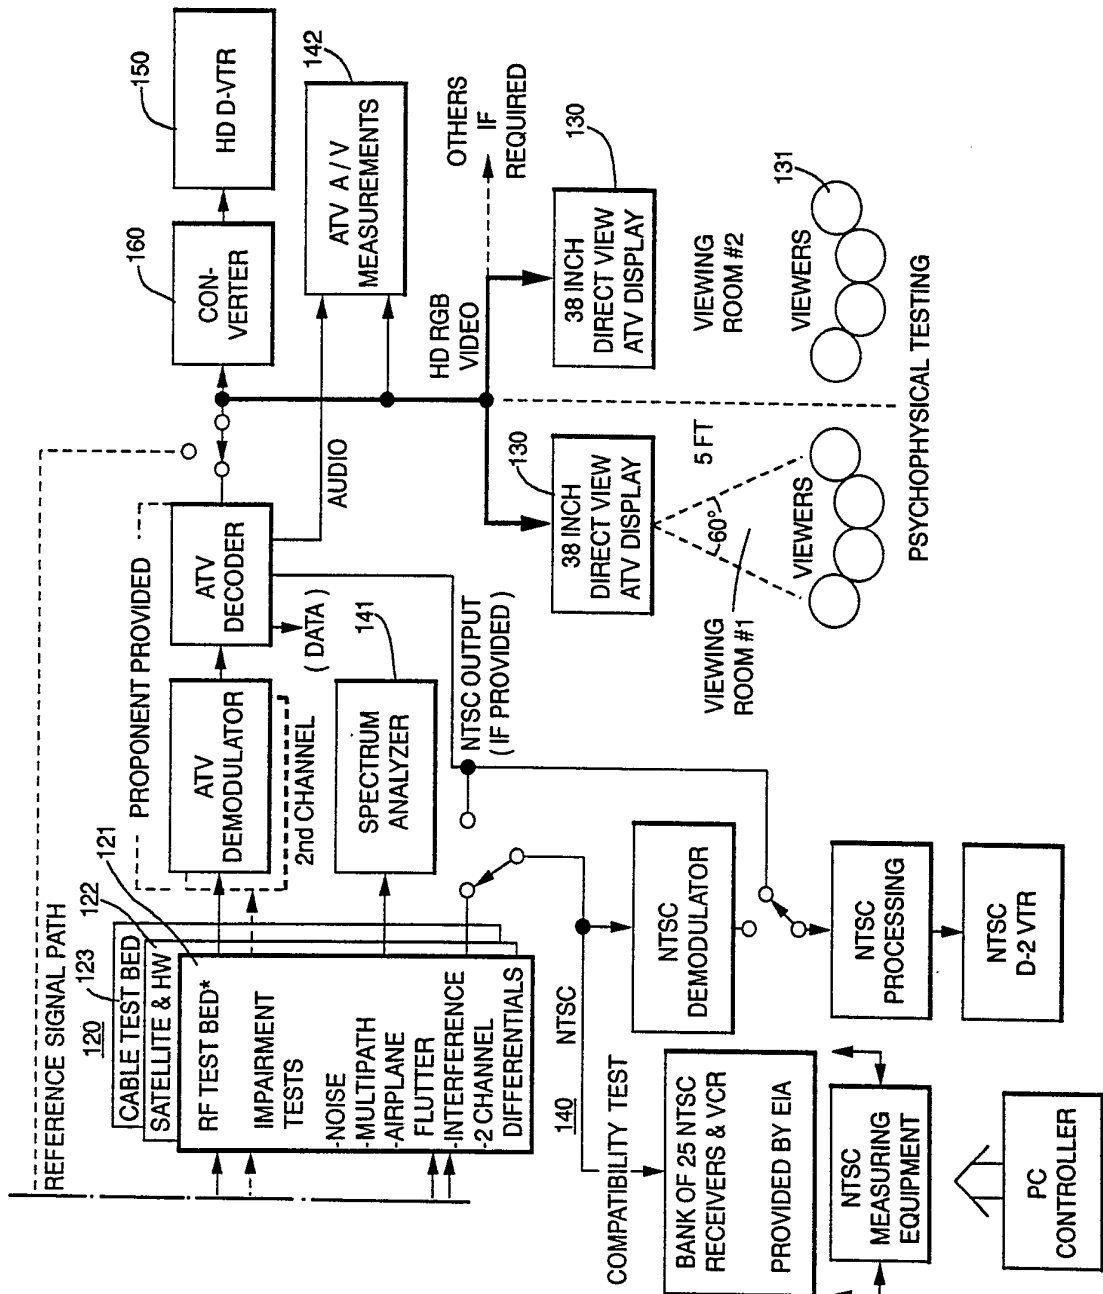 REFERENCE SIGNAL PATH
120
123
CABLE TEST BED
122
SATELLITE & HW
121
RF TEST BED*
IMPAIRMENT
TESTS
-NOISE
-MULTIPATH
-AIRPLANE
FLUTTER
-INTERFERENCE
-2 CHANNEL
DIFFERENTIALS
PROPONENT PROVIDED
ATV
DEMODULATOR
2nd CHANNEL
ATV
DECODER
(DATA)
AUDIO
CON-
VERTER
160
HD D-VTR
150
ATV A/V
MEASUREMENTS
142
SPECTRUM
ANALYZER
141
NTSC OUTPUT
(IF PROVIDED)
HD RGB
VIDEO
OTHERS
IF
REQUIRED
38 INCH
DIRECT VIEW
ATV DISPLAY
130
5 FT
60°
VIEWING
ROOM #1
VIEWERS
38 INCH
DIRECT VIEW
ATV DISPLAY
130
VIEWING
ROOM #2
VIEWERS
131
PSYCHOPHYSICAL TESTING
140
NTSC
COMPATIBILITY TEST
NTSC
DEMODULATOR
NTSC
PROCESSING
NTSC
D-2 VTR
BANK OF 25 NTSC
RECEIVERS & VCR
PROVIDED BY EIA
NTSC
MEASURING
EQUIPMENT
PC
CONTROLLER